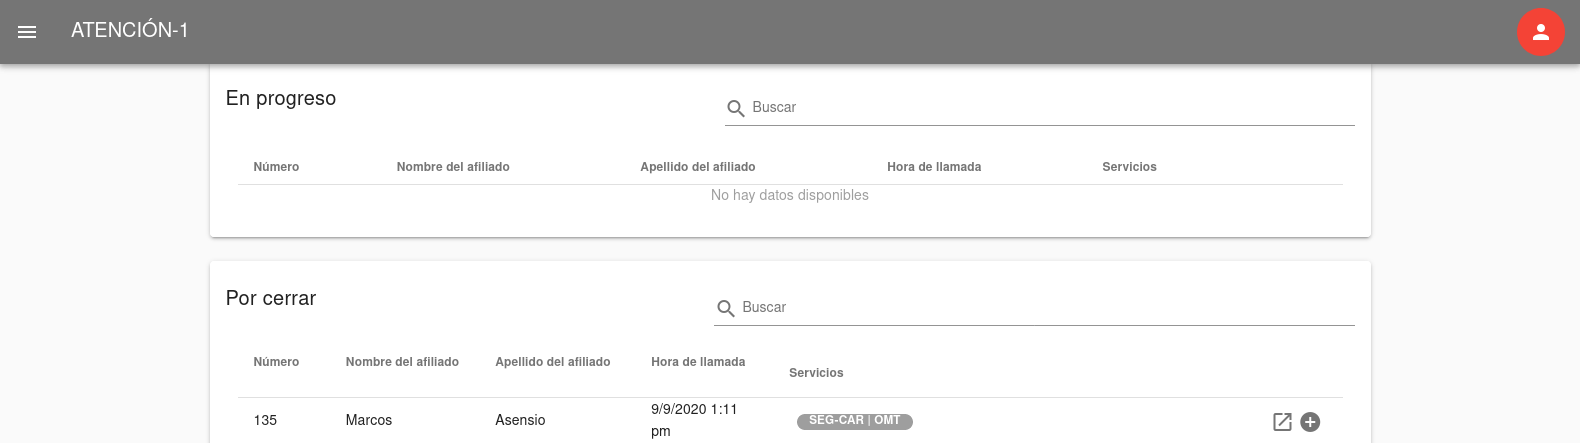 ATENCIÓN-1
En progreso
Buscar
Número Nombre del afiliado Apellido del afiliado Hora de llamada Servicios
No hay datos disponibles
Por cerrar
Buscar
Número Nombre del afiliado Apellido del afiliado Hora de llamada Servicios
135 Marcos Asensio 9/9/2020 1:11 pm SEG-CAR | OMT